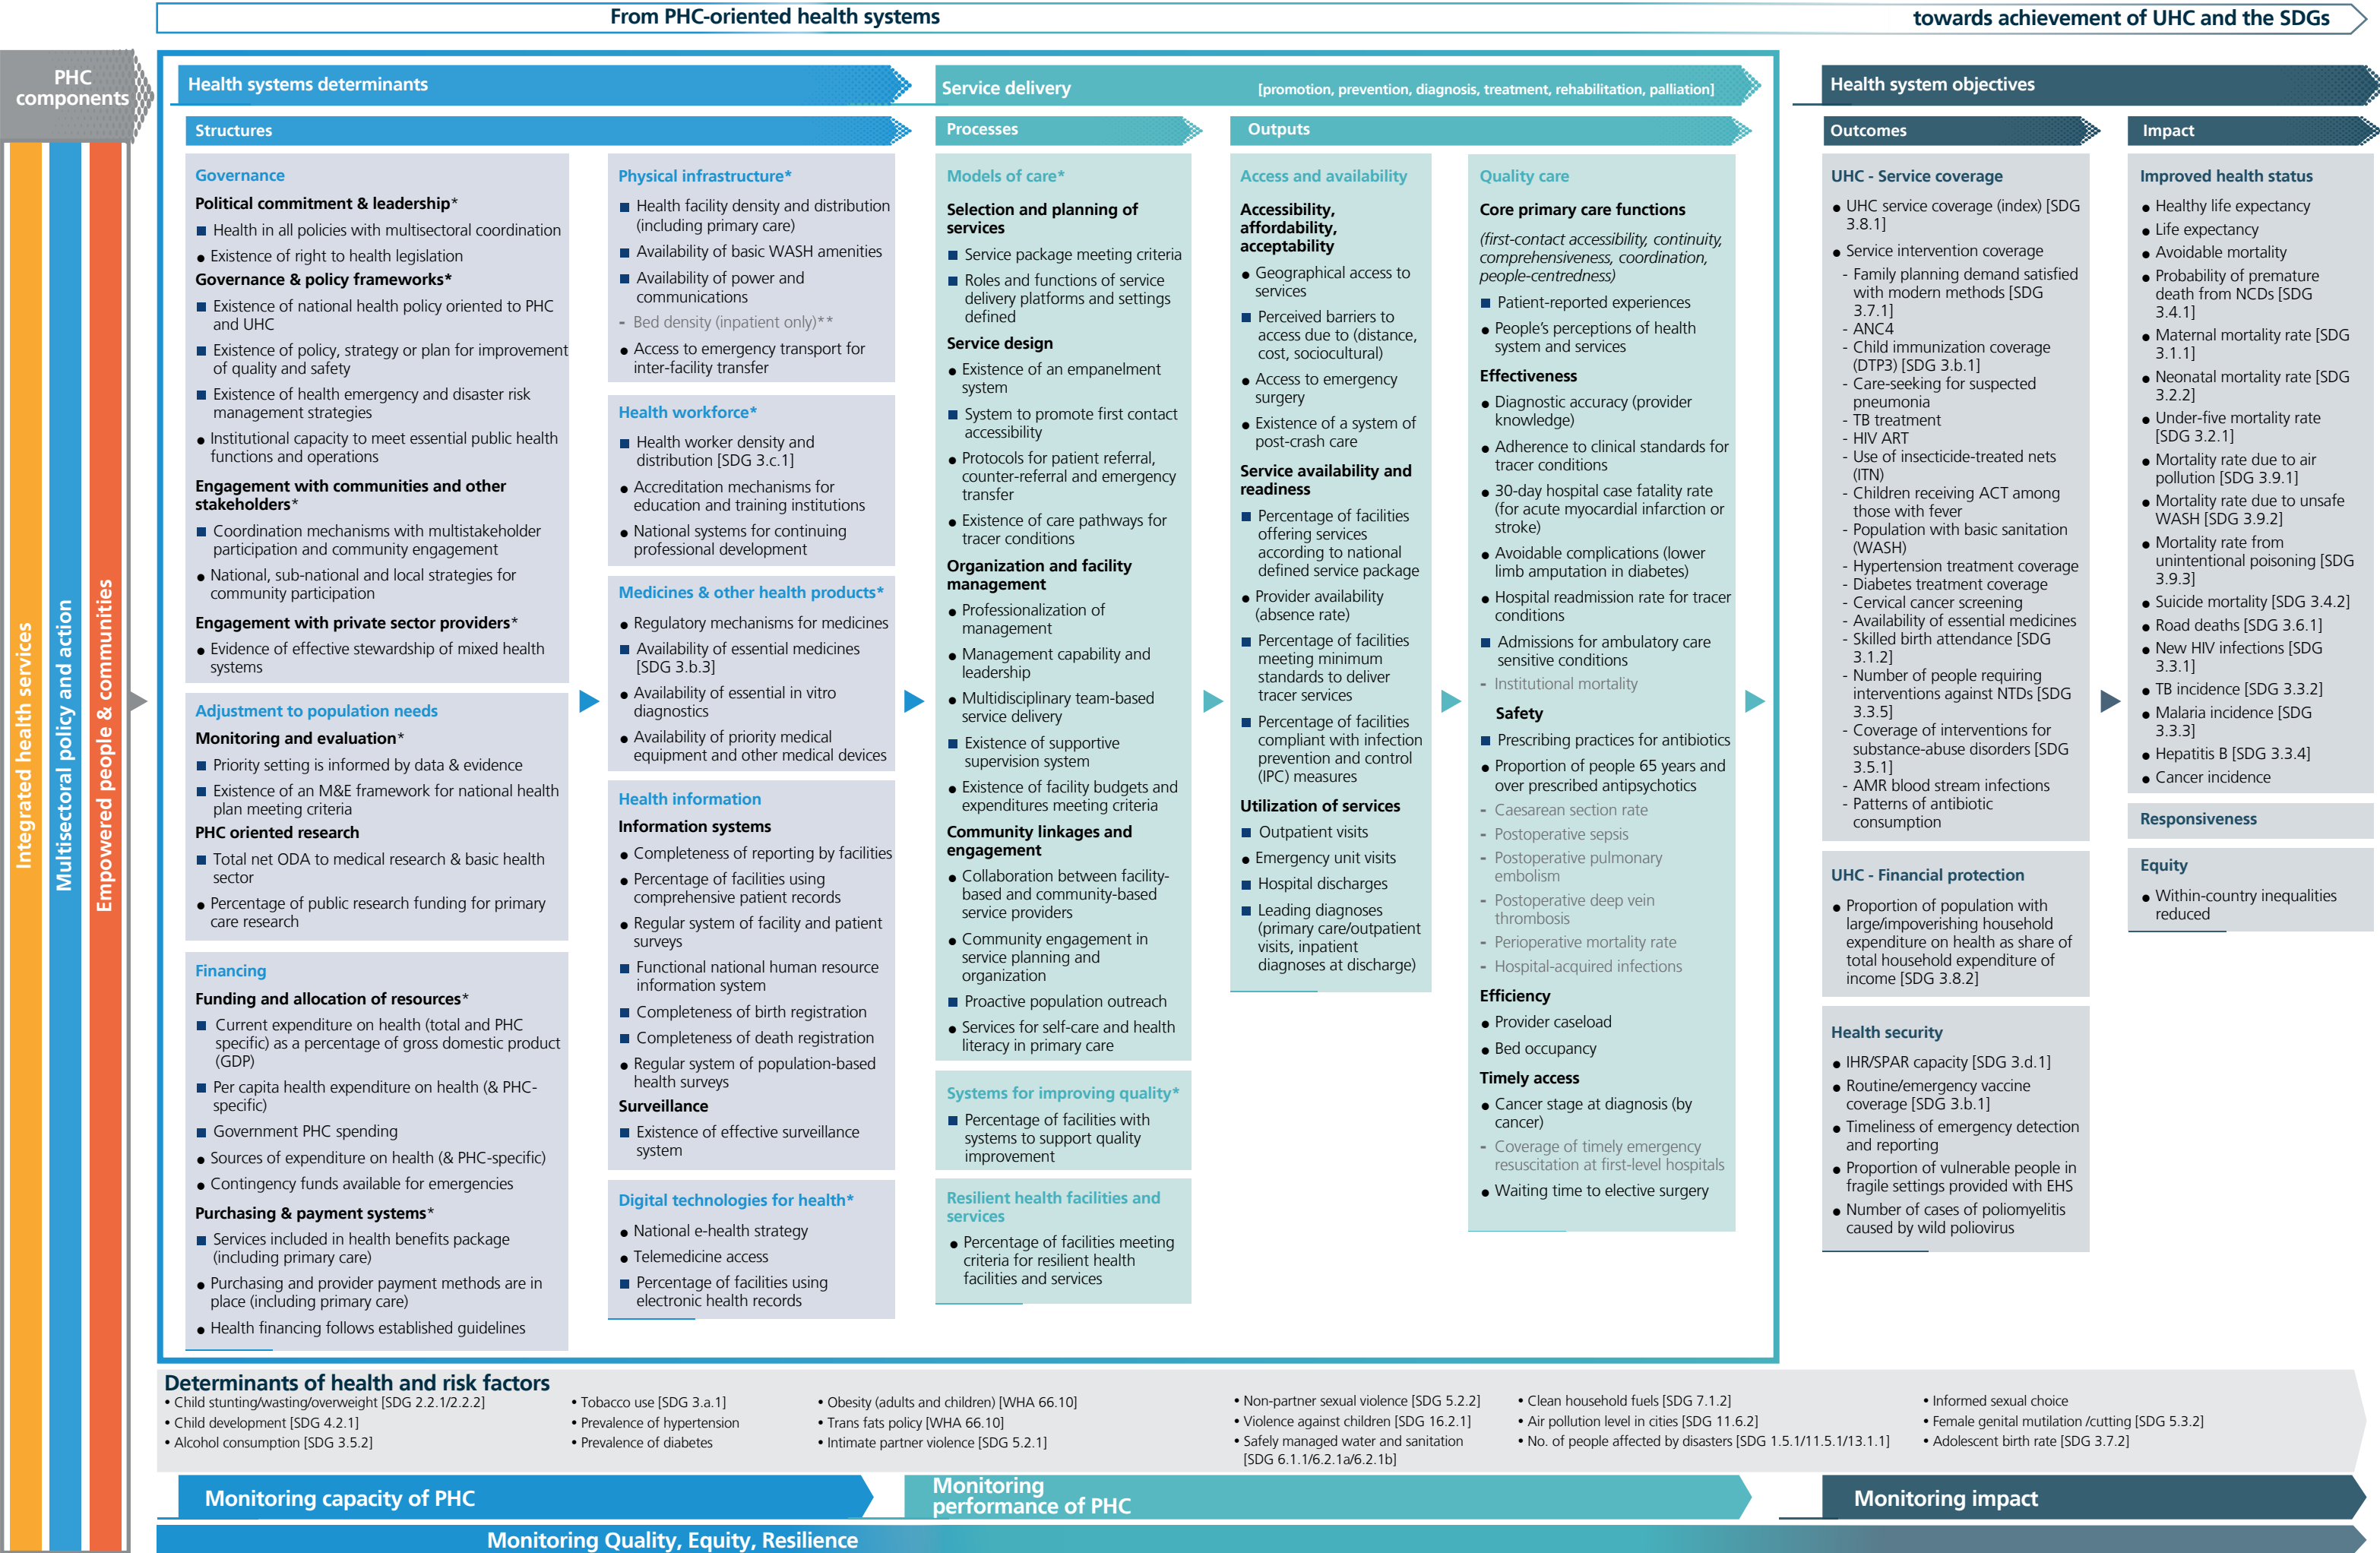 From PHC-oriented health systems
towards achievement of UHC and the SDGs
PHC
components
Integrated health services
Multisectoral policy and action
Empowered people & communities
Health systems determinants
Structures
Governance
Political commitment & leadership*
■ Health in all policies with multisectoral coordination
● Existence of right to health legislation
Governance & policy frameworks*
■ Existence of national health policy oriented to PHC
and UHC
■ Existence of policy, strategy or plan for improvement
of quality and safety
■ Existence of health emergency and disaster risk
management strategies
● Institutional capacity to meet essential public health
functions and operations
Engagement with communities and other
stakeholders*
■ Coordination mechanisms with multistakeholder
participation and community engagement
● National, sub-national and local strategies for
community participation
Engagement with private sector providers*
● Evidence of effective stewardship of mixed health
systems
Adjustment to population needs
Monitoring and evaluation*
■ Priority setting is informed by data & evidence
■ Existence of an M&E framework for national health
plan meeting criteria
PHC oriented research
■ Total net ODA to medical research & basic health
sector
● Percentage of public research funding for primary
care research
Financing
Funding and allocation of resources*
■ Current expenditure on health (total and PHC
specific) as a percentage of gross domestic product
(GDP)
■ Per capita health expenditure on health (& PHC-
specific)
■ Government PHC spending
● Sources of expenditure on health (& PHC-specific)
● Contingency funds available for emergencies
Purchasing & payment systems*
■ Services included in health benefits package
(including primary care)
● Purchasing and provider payment methods are in
place (including primary care)
● Health financing follows established guidelines
Physical infrastructure*
■ Health facility density and distribution
(including primary care)
■ Availability of basic WASH amenities
■ Availability of power and
communications
- Bed density (inpatient only)**
● Access to emergency transport for
inter-facility transfer
Health workforce*
■ Health worker density and
distribution [SDG 3.c.1]
● Accreditation mechanisms for
education and training institutions
● National systems for continuing
professional development
Medicines & other health products*
● Regulatory mechanisms for medicines
■ Availability of essential medicines
[SDG 3.b.3]
● Availability of essential in vitro
diagnostics
● Availability of priority medical
equipment and other medical devices
Health information
Information systems
● Completeness of reporting by facilities
● Percentage of facilities using
comprehensive patient records
● Regular system of facility and patient
surveys
■ Functional national human resource
information system
■ Completeness of birth registration
■ Completeness of death registration
● Regular system of population-based
health surveys
Surveillance
■ Existence of effective surveillance
system
Digital technologies for health*
● National e-health strategy
● Telemedicine access
■ Percentage of facilities using
electronic health records
Service delivery
[promotion, prevention, diagnosis, treatment, rehabilitation, palliation]
Processes
Models of care*
Selection and planning of
services
■ Service package meeting criteria
■ Roles and functions of service
delivery platforms and settings
defined
Service design
● Existence of an empanelment
system
■ System to promote first contact
accessibility
● Protocols for patient referral,
counter-referral and emergency
transfer
● Existence of care pathways for
tracer conditions
Organization and facility
management
● Professionalization of
management
● Management capability and
leadership
● Multidisciplinary team-based
service delivery
■ Existence of supportive
supervision system
● Existence of facility budgets and
expenditures meeting criteria
Community linkages and
engagement
● Collaboration between facility-
based and community-based
service providers
● Community engagement in
service planning and
organization
■ Proactive population outreach
● Services for self-care and health
literacy in primary care
Systems for improving quality*
■ Percentage of facilities with
systems to support quality
improvement
Resilient health facilities and
services
● Percentage of facilities meeting
criteria for resilient health
facilities and services
Outputs
Access and availability
Accessibility,
affordability,
acceptability
● Geographical access to
services
■ Perceived barriers to
access due to (distance,
cost, sociocultural)
● Access to emergency
surgery
● Existence of a system of
post-crash care
Service availability and
readiness
■ Percentage of facilities
offering services
according to national
defined service package
● Provider availability
(absence rate)
■ Percentage of facilities
meeting minimum
standards to deliver
tracer services
■ Percentage of facilities
compliant with infection
prevention and control
(IPC) measures
Utilization of services
■ Outpatient visits
● Emergency unit visits
■ Hospital discharges
■ Leading diagnoses
(primary care/outpatient
visits, inpatient
diagnoses at discharge)
Quality care
Core primary care functions
(first-contact accessibility, continuity,
comprehensiveness, coordination,
people-centredness)
■ Patient-reported experiences
● People's perceptions of health
system and services
Effectiveness
● Diagnostic accuracy (provider
knowledge)
● Adherence to clinical standards for
tracer conditions
● 30-day hospital case fatality rate
(for acute myocardial infarction or
stroke)
● Avoidable complications (lower
limb amputation in diabetes)
● Hospital readmission rate for tracer
conditions
■ Admissions for ambulatory care
sensitive conditions
- Institutional mortality
Safety
■ Prescribing practices for antibiotics
● Proportion of people 65 years and
over prescribed antipsychotics
- Caesarean section rate
- Postoperative sepsis
- Postoperative pulmonary
embolism
- Postoperative deep vein
thrombosis
- Perioperative mortality rate
- Hospital-acquired infections
Efficiency
● Provider caseload
● Bed occupancy
Timely access
● Cancer stage at diagnosis (by
cancer)
- Coverage of timely emergency
resuscitation at first-level hospitals
● Waiting time to elective surgery
Health system objectives
Outcomes
UHC - Service coverage
● UHC service coverage (index) [SDG
3.8.1]
● Service intervention coverage
- Family planning demand satisfied
with modern methods [SDG
3.7.1]
- ANC4
- Child immunization coverage
(DTP3) [SDG 3.b.1]
- Care-seeking for suspected
pneumonia
- TB treatment
- HIV ART
- Use of insecticide-treated nets
(ITN)
- Children receiving ACT among
those with fever
- Population with basic sanitation
(WASH)
- Hypertension treatment coverage
- Diabetes treatment coverage
- Cervical cancer screening
- Availability of essential medicines
- Skilled birth attendance [SDG
3.1.2]
- Number of people requiring
interventions against NTDs [SDG
3.3.5]
- Coverage of interventions for
substance-abuse disorders [SDG
3.5.1]
- AMR blood stream infections
- Patterns of antibiotic
consumption
UHC - Financial protection
● Proportion of population with
large/impoverishing household
expenditure on health as share of
total household expenditure of
income [SDG 3.8.2]
Health security
● IHR/SPAR capacity [SDG 3.d.1]
● Routine/emergency vaccine
coverage [SDG 3.b.1]
● Timeliness of emergency detection
and reporting
● Proportion of vulnerable people in
fragile settings provided with EHS
● Number of cases of poliomyelitis
caused by wild poliovirus
Impact
Improved health status
● Healthy life expectancy
● Life expectancy
● Avoidable mortality
● Probability of premature
death from NCDs [SDG
3.4.1]
● Maternal mortality rate [SDG
3.1.1]
● Neonatal mortality rate [SDG
3.2.2]
● Under-five mortality rate
[SDG 3.2.1]
● Mortality rate due to air
pollution [SDG 3.9.1]
● Mortality rate due to unsafe
WASH [SDG 3.9.2]
● Mortality rate from
unintentional poisoning [SDG
3.9.3]
● Suicide mortality [SDG 3.4.2]
● Road deaths [SDG 3.6.1]
● New HIV infections [SDG
3.3.1]
● TB incidence [SDG 3.3.2]
● Malaria incidence [SDG
3.3.3]
● Hepatitis B [SDG 3.3.4]
● Cancer incidence
Responsiveness
Equity
● Within-country inequalities
reduced
Determinants of health and risk factors
• Child stunting/wasting/overweight [SDG 2.2.1/2.2.2]
• Child development [SDG 4.2.1]
• Alcohol consumption [SDG 3.5.2]
• Tobacco use [SDG 3.a.1]
• Prevalence of hypertension
• Prevalence of diabetes
• Obesity (adults and children) [WHA 66.10]
• Trans fats policy [WHA 66.10]
• Intimate partner violence [SDG 5.2.1]
• Non-partner sexual violence [SDG 5.2.2]
• Violence against children [SDG 16.2.1]
• Safely managed water and sanitation
[SDG 6.1.1/6.2.1a/6.2.1b]
• Clean household fuels [SDG 7.1.2]
• Air pollution level in cities [SDG 11.6.2]
• No. of people affected by disasters [SDG 1.5.1/11.5.1/13.1.1]
• Informed sexual choice
• Female genital mutilation /cutting [SDG 5.3.2]
• Adolescent birth rate [SDG 3.7.2]
Monitoring capacity of PHC
Monitoring
performance of PHC
Monitoring impact
Monitoring Quality, Equity, Resilience